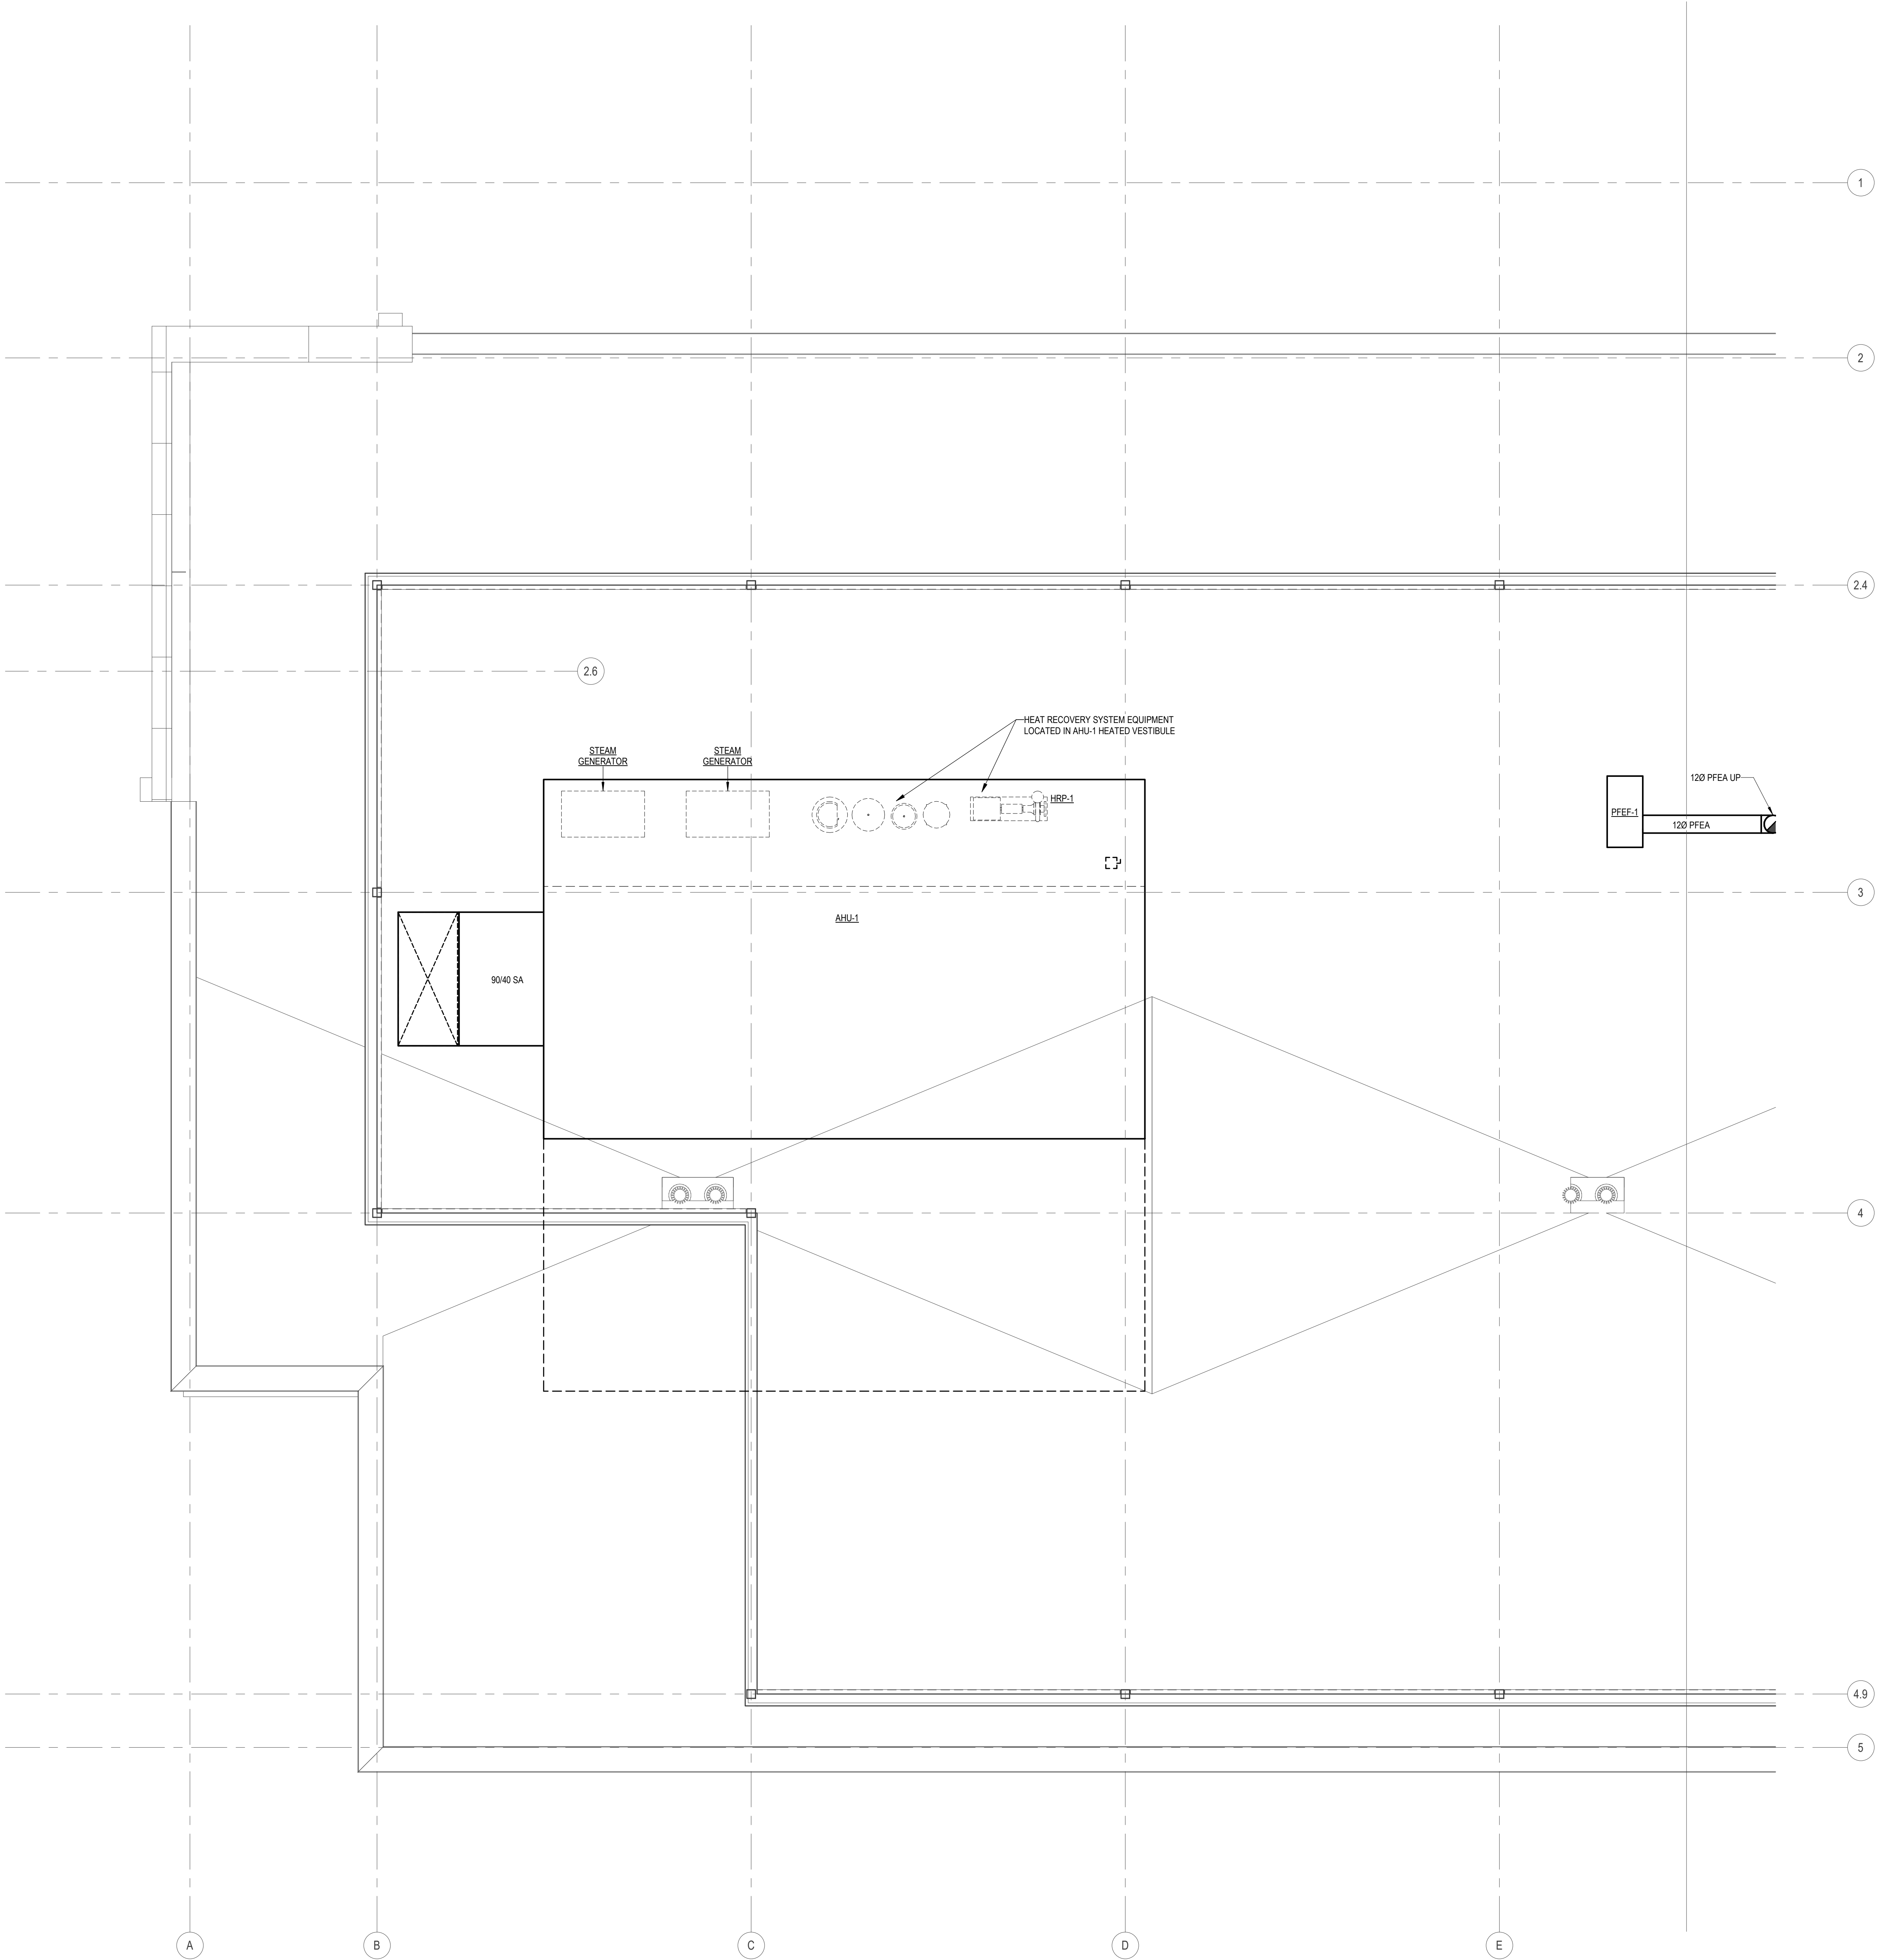 1
2
2.4
2.6
HEAT RECOVERY SYSTEM EQUIPMENT
LOCATED IN AHU-1 HEATED VESTIBULE
STEAM
GENERATOR
STEAM
GENERATOR
12Ø PFEA UP
HRP-1
PFEF-1
12Ø PFEA
3
AHU-1
90/40 SA
4
4.9
5
A
B
C
D
E